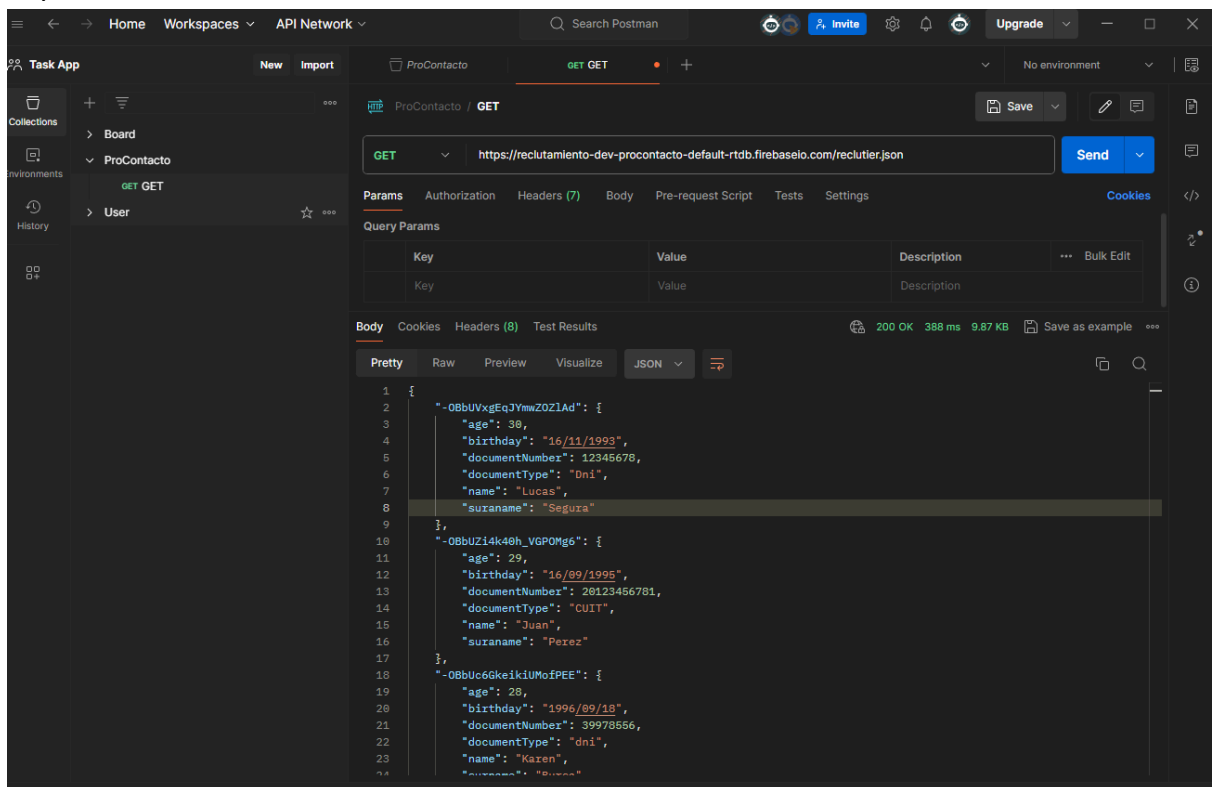 Home Workspaces API Network Search Postman Invite Upgrade
Task App New Import ProContacto GET GET No environment
Collections
ProContacto / GET Save
Board
ProContacto
GET GET
User
Environments
History
GET https://reclutamiento-dev-procontacto-default-rtdb.firebaseio.com/reclutier.json Send
Params Authorization Headers (7) Body Pre-request Script Tests Settings Cookies
Query Params
Key Value Description Bulk Edit
Key Value Description
Body Cookies Headers (8) Test Results 200 OK 388 ms 9.87 KB Save as example
Pretty Raw Preview Visualize JSON
1 {
2 "-OBbUVxgEqJYmwZOZlAd": {
3 "age": 30,
4 "birthday": "16/11/1993",
5 "documentNumber": 12345678,
6 "documentType": "Dni",
7 "name": "Lucas",
8 "suraname": "Segura"
9 },
10 "-OBbUZi4k40h_VGPOMg6": {
11 "age": 29,
12 "birthday": "16/09/1995",
13 "documentNumber": 20123456781,
14 "documentType": "CUIT",
15 "name": "Juan",
16 "suraname": "Perez"
17 },
18 "-OBbUc6GkeikiUMofPEE": {
19 "age": 28,
20 "birthday": "1996/09/18",
21 "documentNumber": 39978556,
22 "documentType": "dni",
23 "name": "Karen",
24